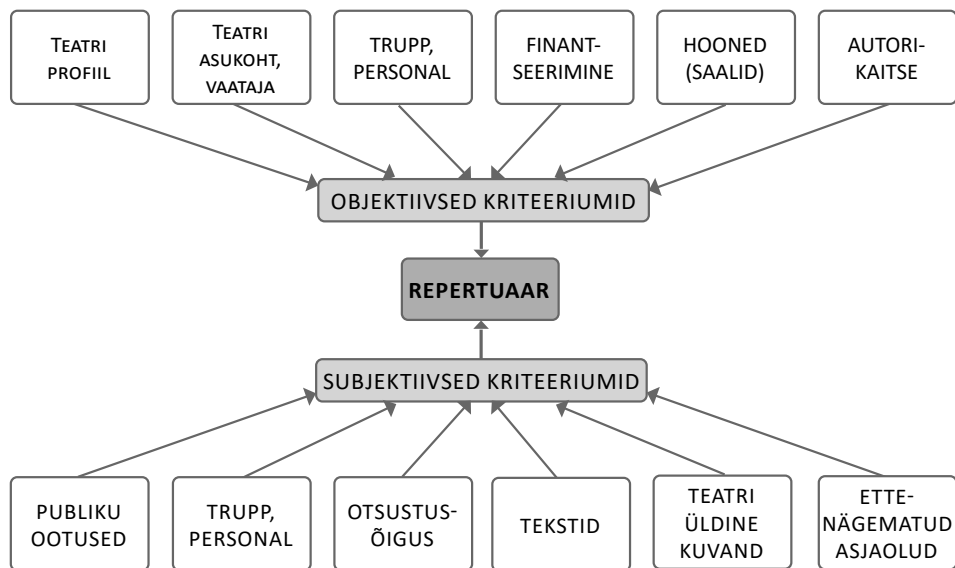 TEATRI
PROFIIL
TEATRI
ASUKOHT,
VAATAJA
TRUPP,
PERSONAL
FINANT-
SEERIMINE
HOONED
(SAALID)
AUTORI-
KAITSE
OBJEKTIIVSED KRITEERIUMID
REPERTUAAR
SUBJEKTIIVSED KRITEERIUMID
PUBLIKU
OOTUSED
TRUPP,
PERSONAL
OTSUSTUS-
ÕIGUS
TEKSTID
TEATRI
ÜLDINE
KUVAND
ETTE-
NÄGEMATUD
ASJAOLUD